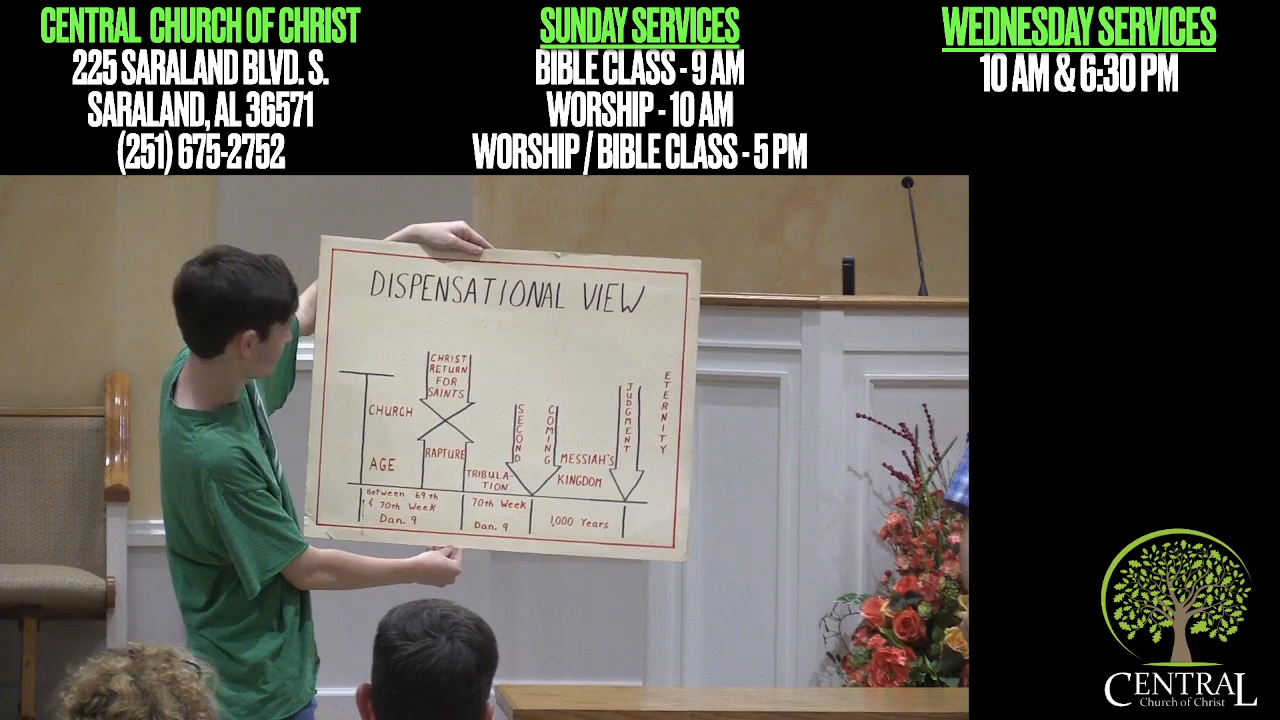 CENTRAL CHURCH OF CHRIST
225 SARALAND BLVD. S.
SARALAND, AL 36571
(251) 675-2752
SUNDAY SERVICES
BIBLE CLASS - 9 AM
WORSHIP - 10 AM
WORSHIP / BIBLE CLASS - 5 PM
WEDNESDAY SERVICES
10 AM & 6:30 PM
DISPENSATIONAL VIEW
CHURCH
AGE
CHRIST
RETURN
FOR
SAINTS
RAPTURE
TRIBULA-
TION
SECOND
COMING
MESSIAH'S
KINGDOM
JUDGMENT
ETERNITY
Between 69th
& 70th Week
Dan. 9
70th Week
Dan. 9
1,000 Years
CENTRAL
Church of Christ